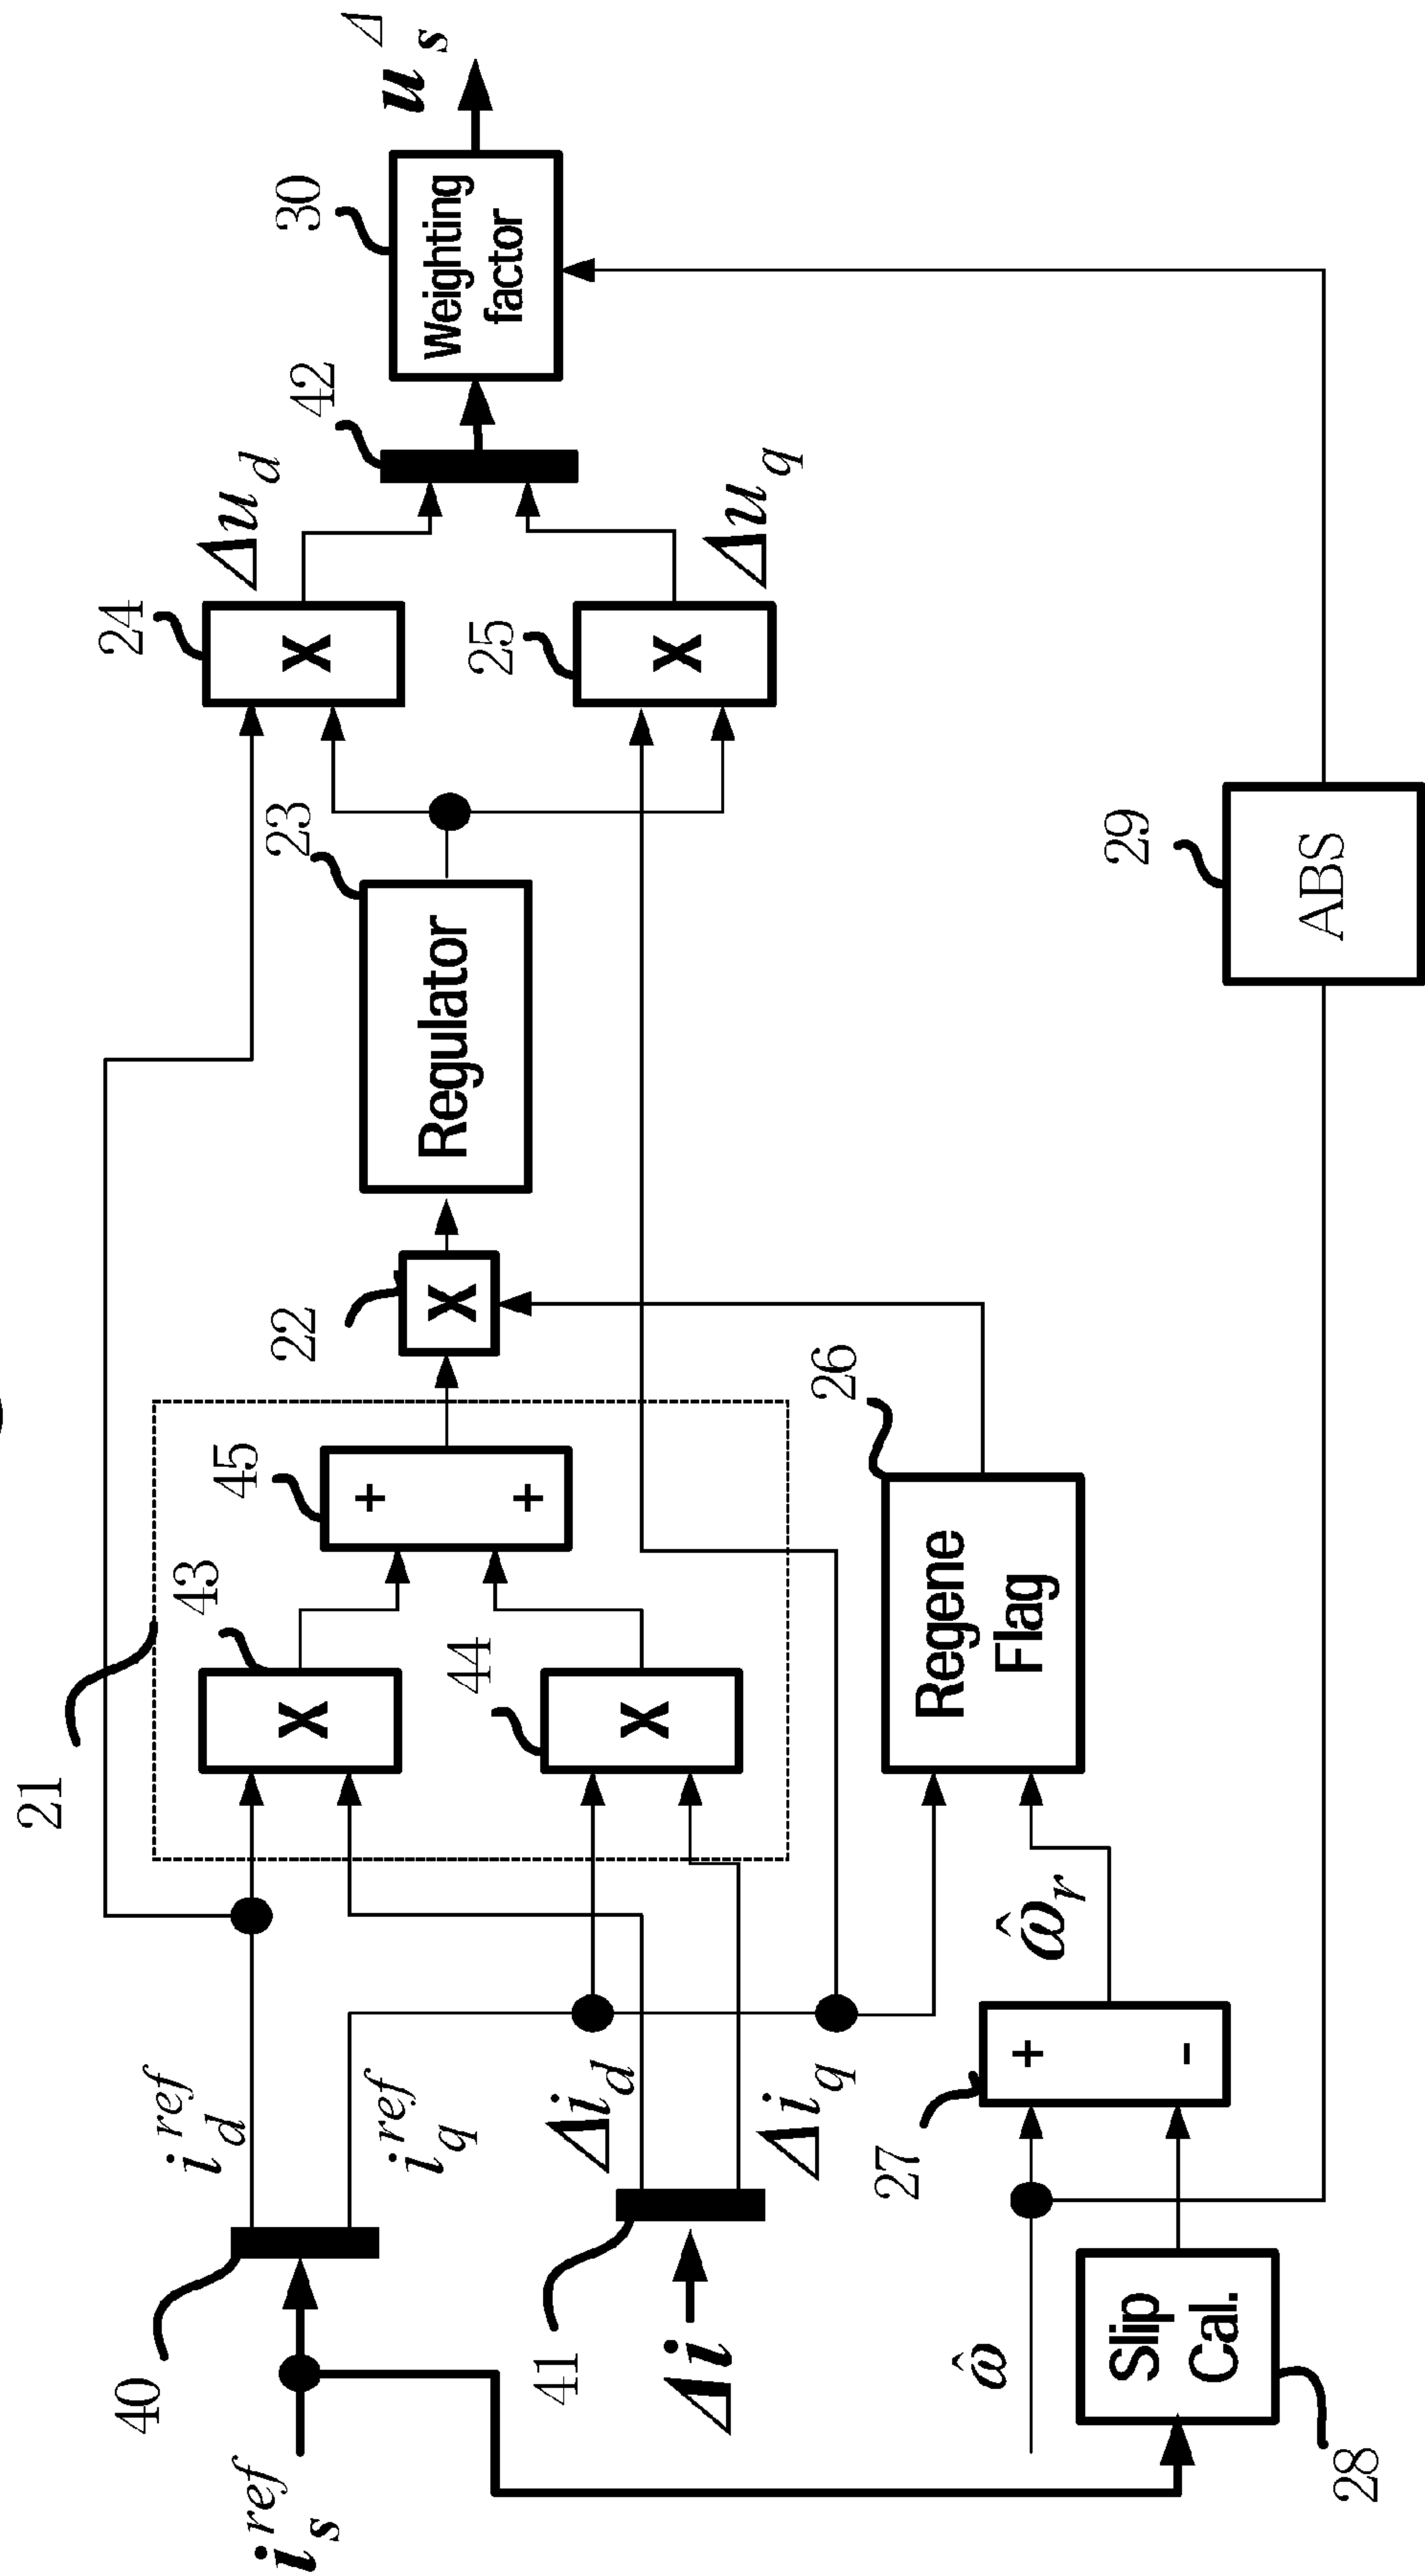 i_s^ref
40
i_d^ref
i_q^ref
41
Δi
Δi_d
Δi_q
21
43
X
44
X
45
+
+
22
X
23
Regulator
24
X
25
X
Δu_d
Δu_q
42
30
Weighting
factor
u_s^Δ
26
Regene
Flag
ω̂
ω̂_r
27
+
-
28
Slip
Cal.
29
ABS